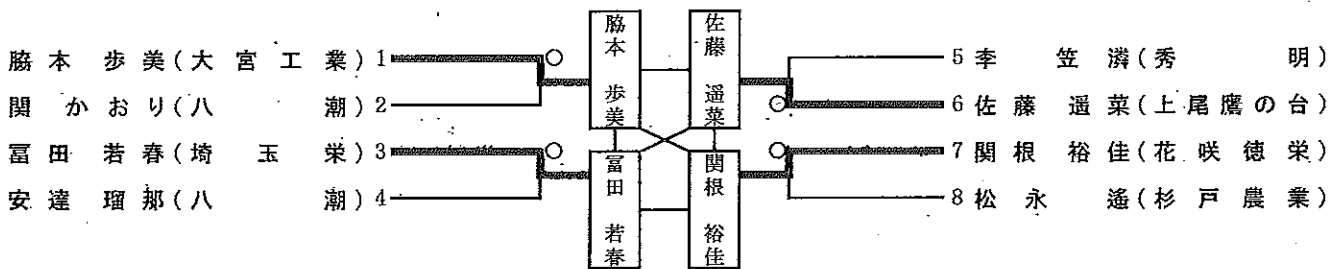 脇本 歩美(大宮工業) 1
関 かおり(八潮) 2
冨田 若春(埼玉栄) 3
安達 瑠那(八潮) 4
脇本 歩美
佐藤 遥菜
冨田 若春
関根 裕佳
5 李 笠潾(秀明)
6 佐藤 遥菜(上尾鷹の台)
7 関根 裕佳(花咲徳栄)
8 松永 遙(杉戸農業)